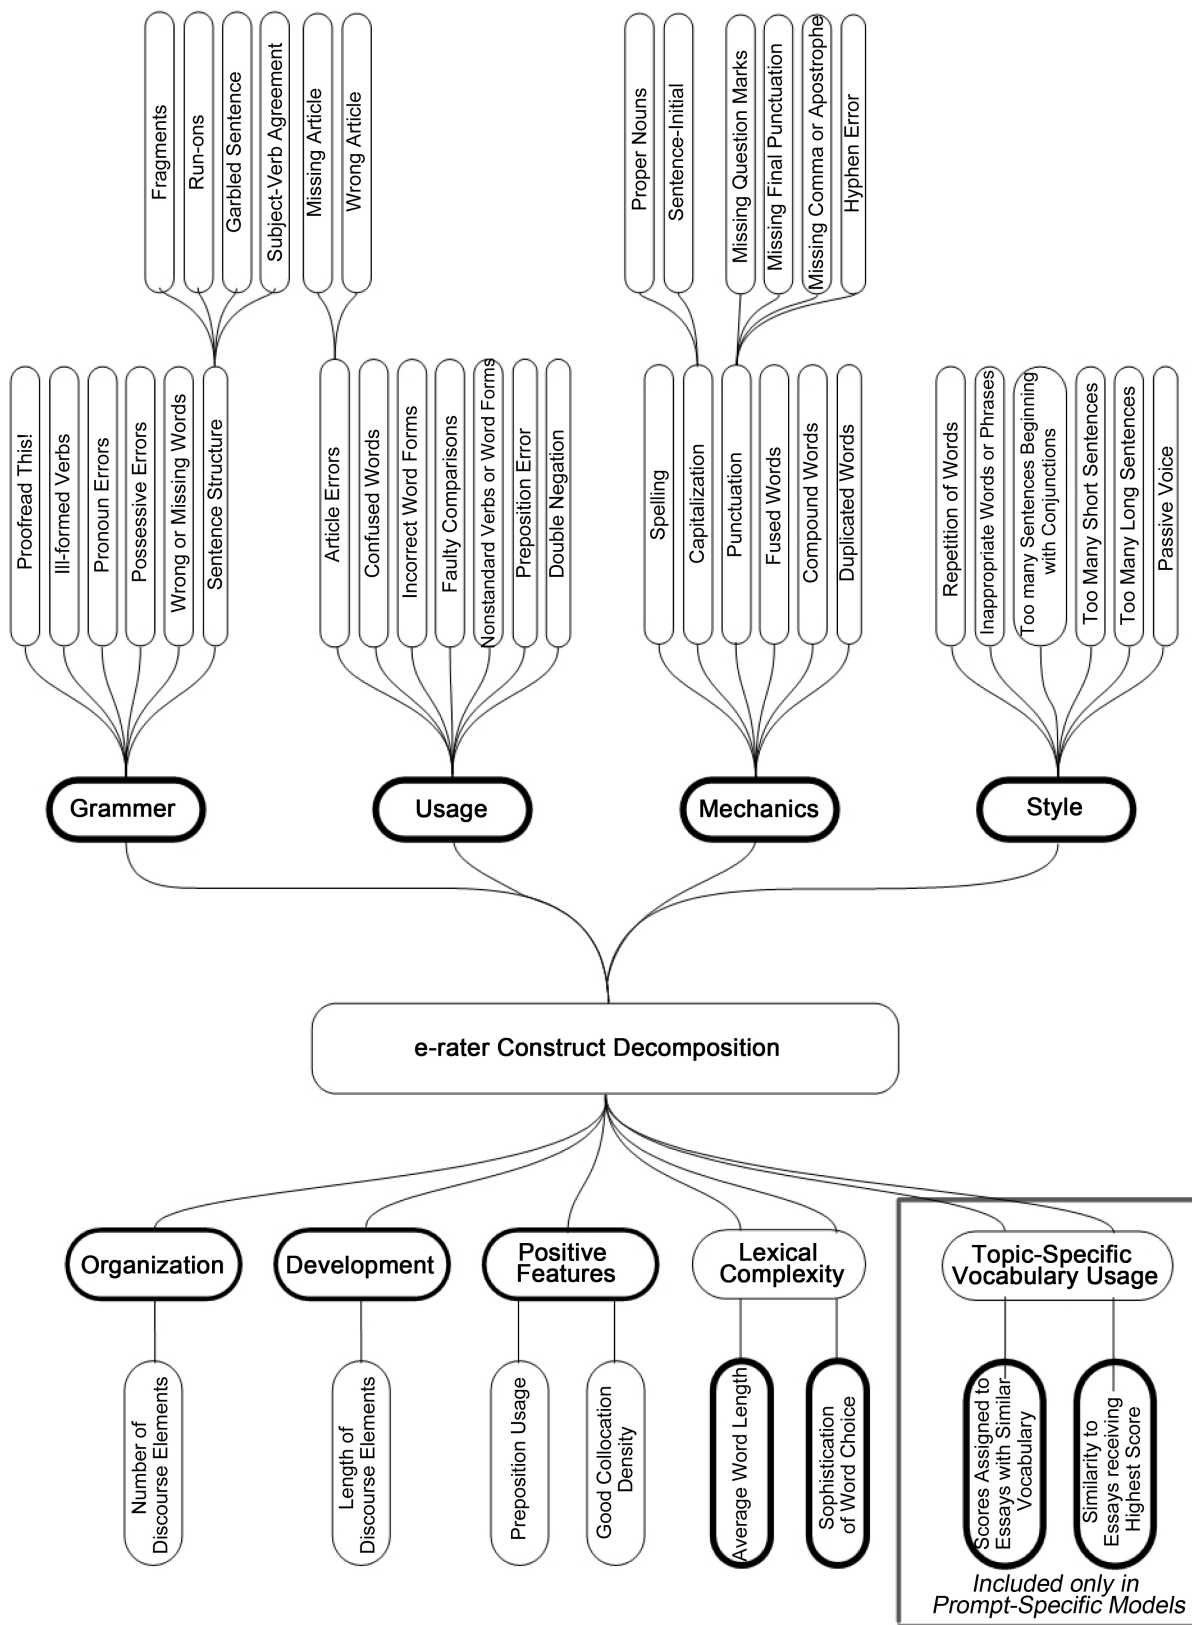 Fragments
Run-ons
Garbled Sentence
Subject-Verb Agreement
Missing Article
Wrong Article
Proper Nouns
Sentence-Initial
Missing Question Marks
Missing Final Punctuation
Missing Comma or Apostrophe
Hyphen Error
Proofread This!
Ill-formed Verbs
Pronoun Errors
Possessive Errors
Wrong or Missing Words
Sentence Structure
Article Errors
Confused Words
Incorrect Word Forms
Faulty Comparisons
Nonstandard Verbs or Word Forms
Preposition Error
Double Negation
Spelling
Capitalization
Punctuation
Fused Words
Compound Words
Duplicated Words
Repetition of Words
Inappropriate Words or Phrases
Too many Sentences Beginning
with Conjunctions
Too Many Short Sentences
Too Many Long Sentences
Passive Voice
Grammer
Usage
Mechanics
Style
e-rater Construct Decomposition
Organization
Development
Positive
Features
Lexical
Complexity
Topic-Specific
Vocabulary Usage
Number of
Discourse Elements
Length of
Discourse Elements
Preposition Usage
Good Collocation
Density
Average Word Length
Sophistication
of Word Choice
Scores Assigned to
Essays with Similar
Vocabulary
Similarity to
Essays receiving
Highest Score
Included only in
Prompt-Specific Models